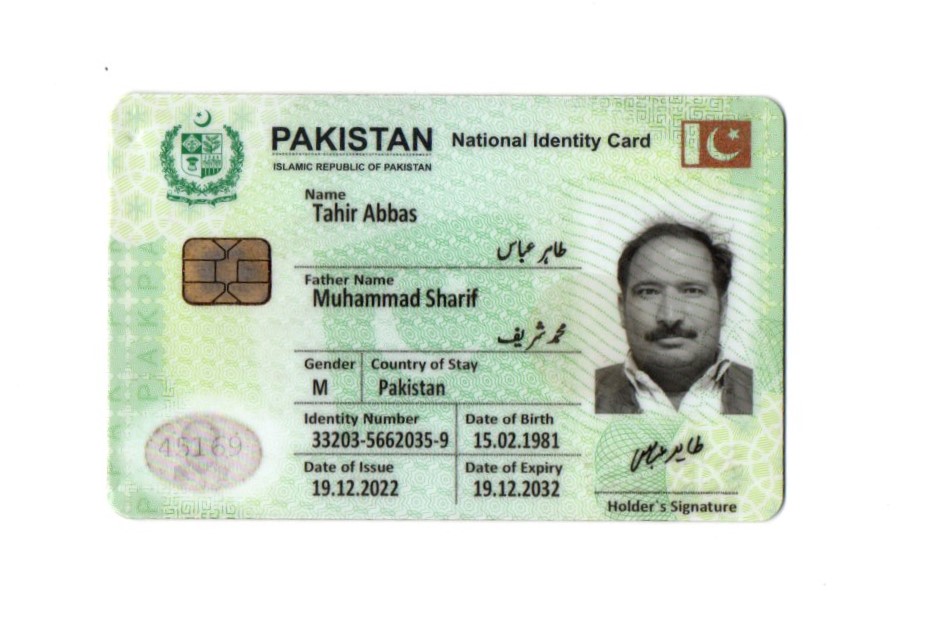 PAKISTAN National Identity Card
ISLAMIC REPUBLIC OF PAKISTAN
Name
Tahir Abbas
طاہر عباس
Father Name
Muhammad Sharif
محمد شریف
Gender Country of Stay
M Pakistan
Identity Number Date of Birth
33203-5662035-9 15.02.1981
Date of Issue Date of Expiry
19.12.2022 19.12.2032
45169
طاہر عباس
Holder's Signature